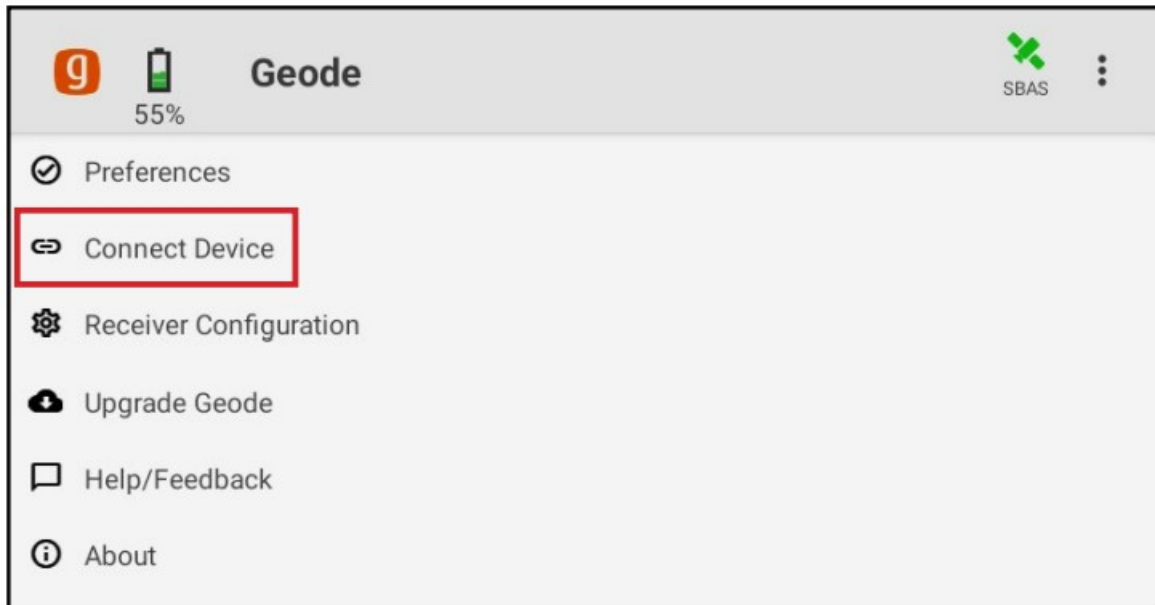 g
Geode
55%
SBAS
Preferences
Connect Device
Receiver Configuration
Upgrade Geode
Help/Feedback
About